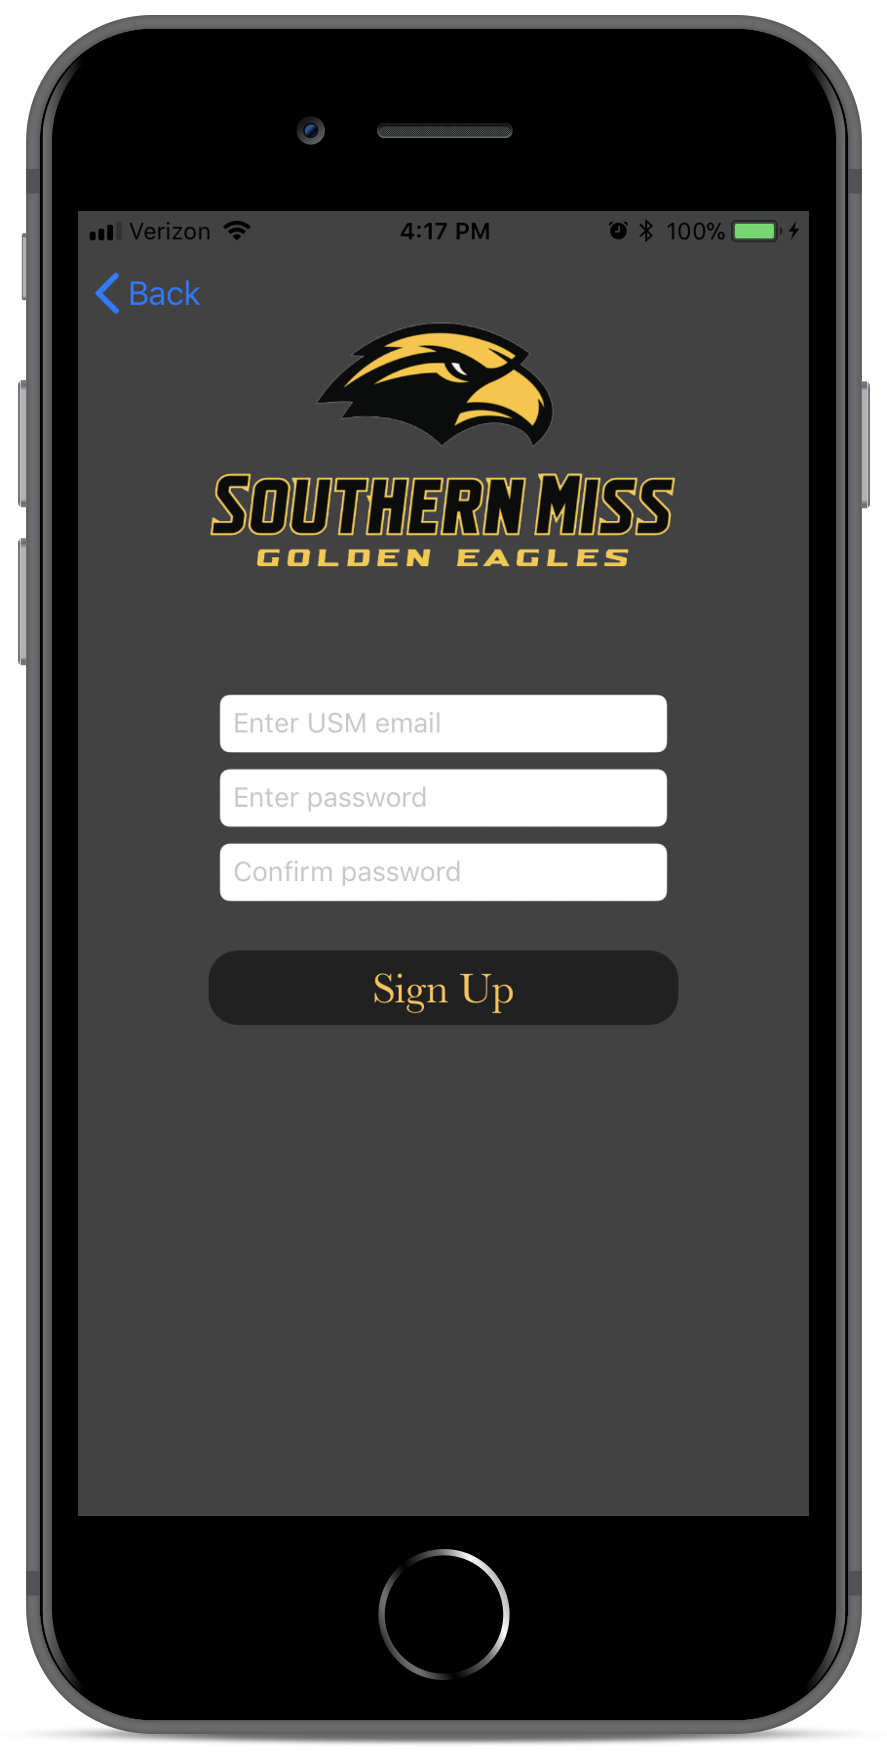 Verizon 4:17 PM 100%
Back
SOUTHERN MISS
GOLDEN EAGLES
Enter USM email
Enter password
Confirm password
Sign Up